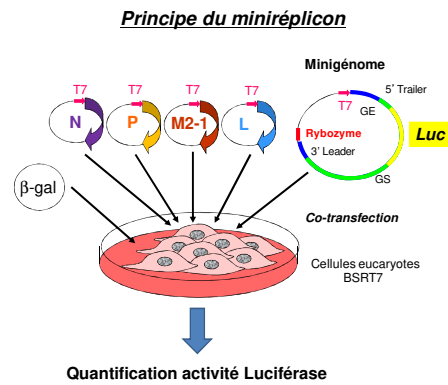 Principe du miniréplicon
T7 T7 T7 T7
N P M2-1 L
Minigénome
5’ Trailer
T7
GE
Luc
Rybozyme
3’ Leader
GS
β-gal
Co-transfection
Cellules eucaryotes
BSRT7
Quantification activité Luciférase